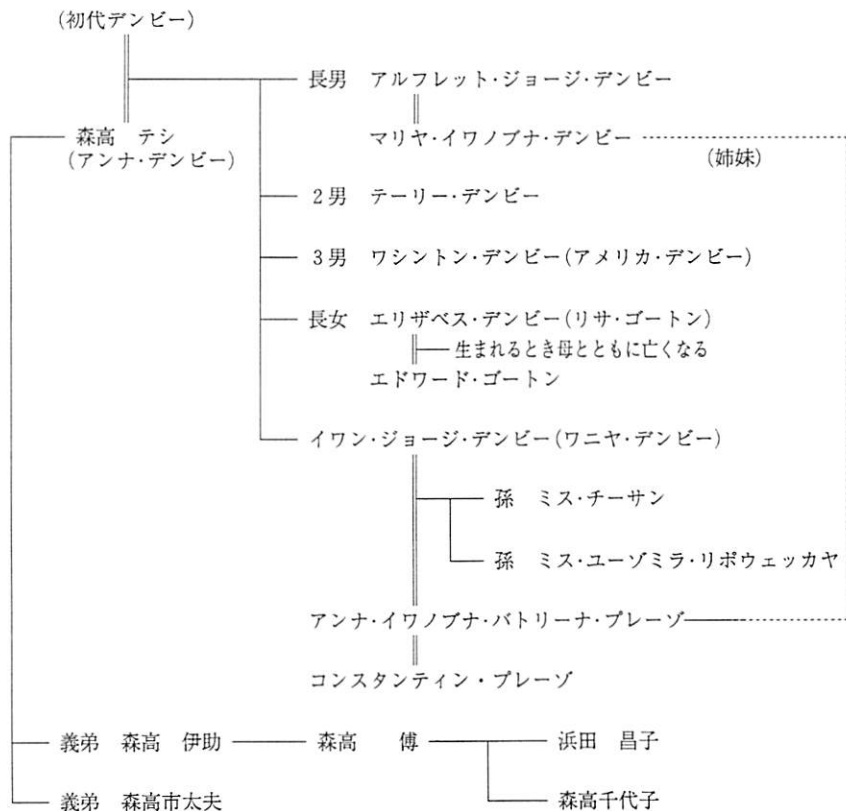 (初代デンビー)
長男 アルフレット・ジョージ・デンビー
森高 テシ
(アンナ・デンビー)
マリヤ・イワノブナ・デンビー
(姉妹)
2男 テーリー・デンビー
3男 ワシントン・デンビー(アメリカ・デンビー)
長女 エリザベス・デンビー(リサ・ゴートン)
生まれるとき母とともに亡くなる
エドワード・ゴートン
イワン・ジョージ・デンビー(ワニヤ・デンビー)
孫 ミス・チーサン
孫 ミス・ユーゾミラ・リポウェッカヤ
アンナ・イワノブナ・バトリーナ・プレーゾ
コンスタンティン・プレーゾ
義弟 森高 伊助 森高 傅 浜田 昌子
義弟 森高市太夫 森高千代子